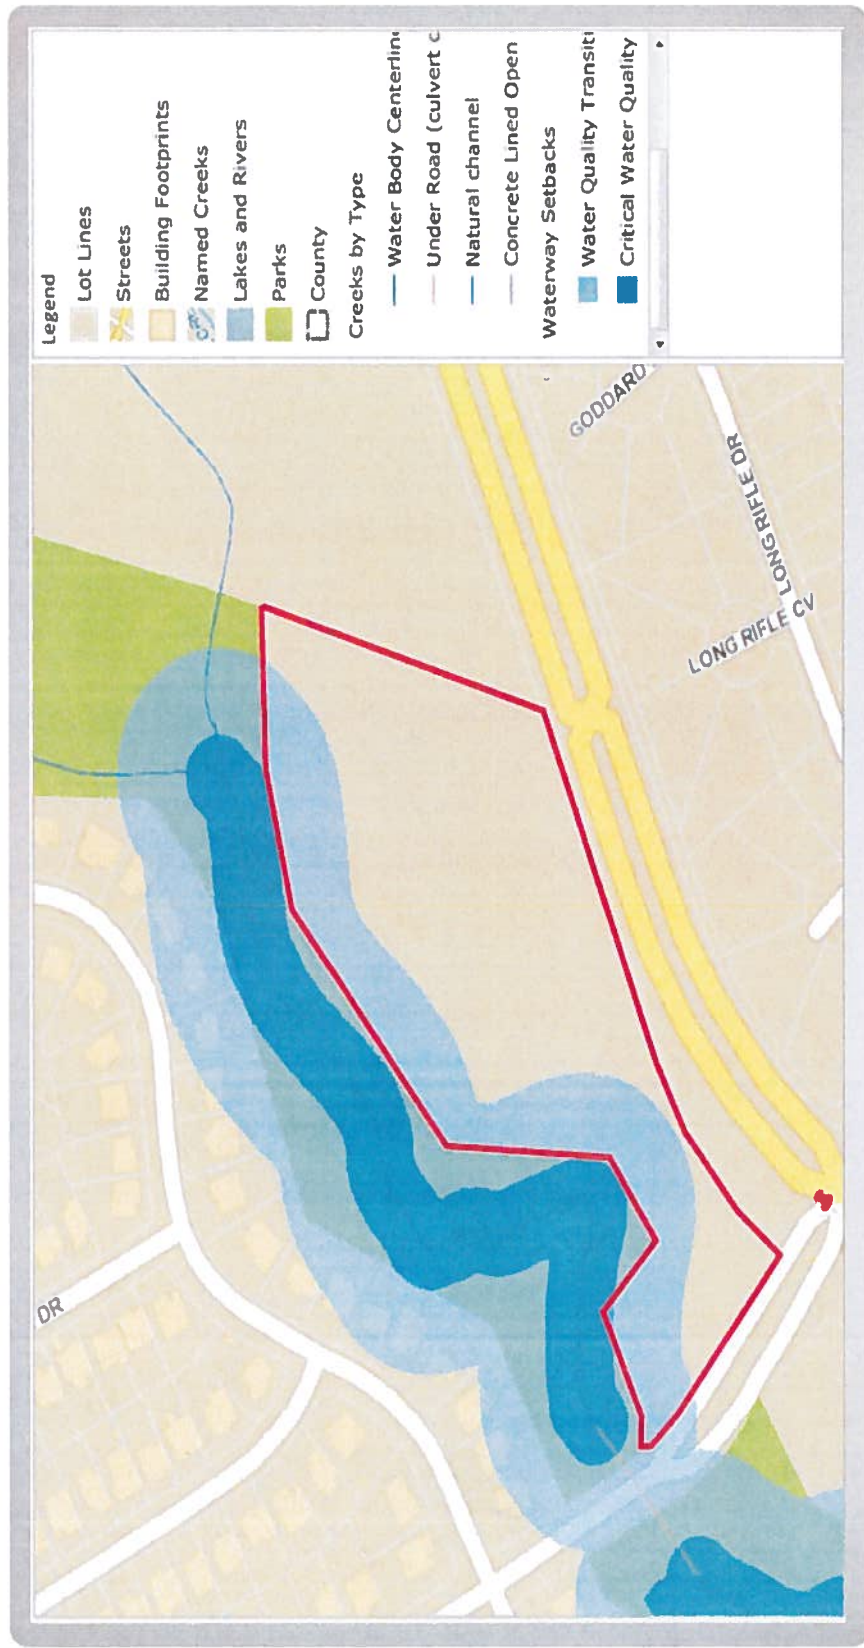 Legend
Lot Lines
Streets
Building Footprints
Named Creeks
Lakes and Rivers
Parks
County
Creeks by Type
Water Body Centerlin
Under Road (culvert c
Natural channel
Concrete Lined Open
Waterway Setbacks
Water Quality Transiti
Critical Water Quality
DR
GODDARD
LONG RIFLE DR
LONG RIFLE CV